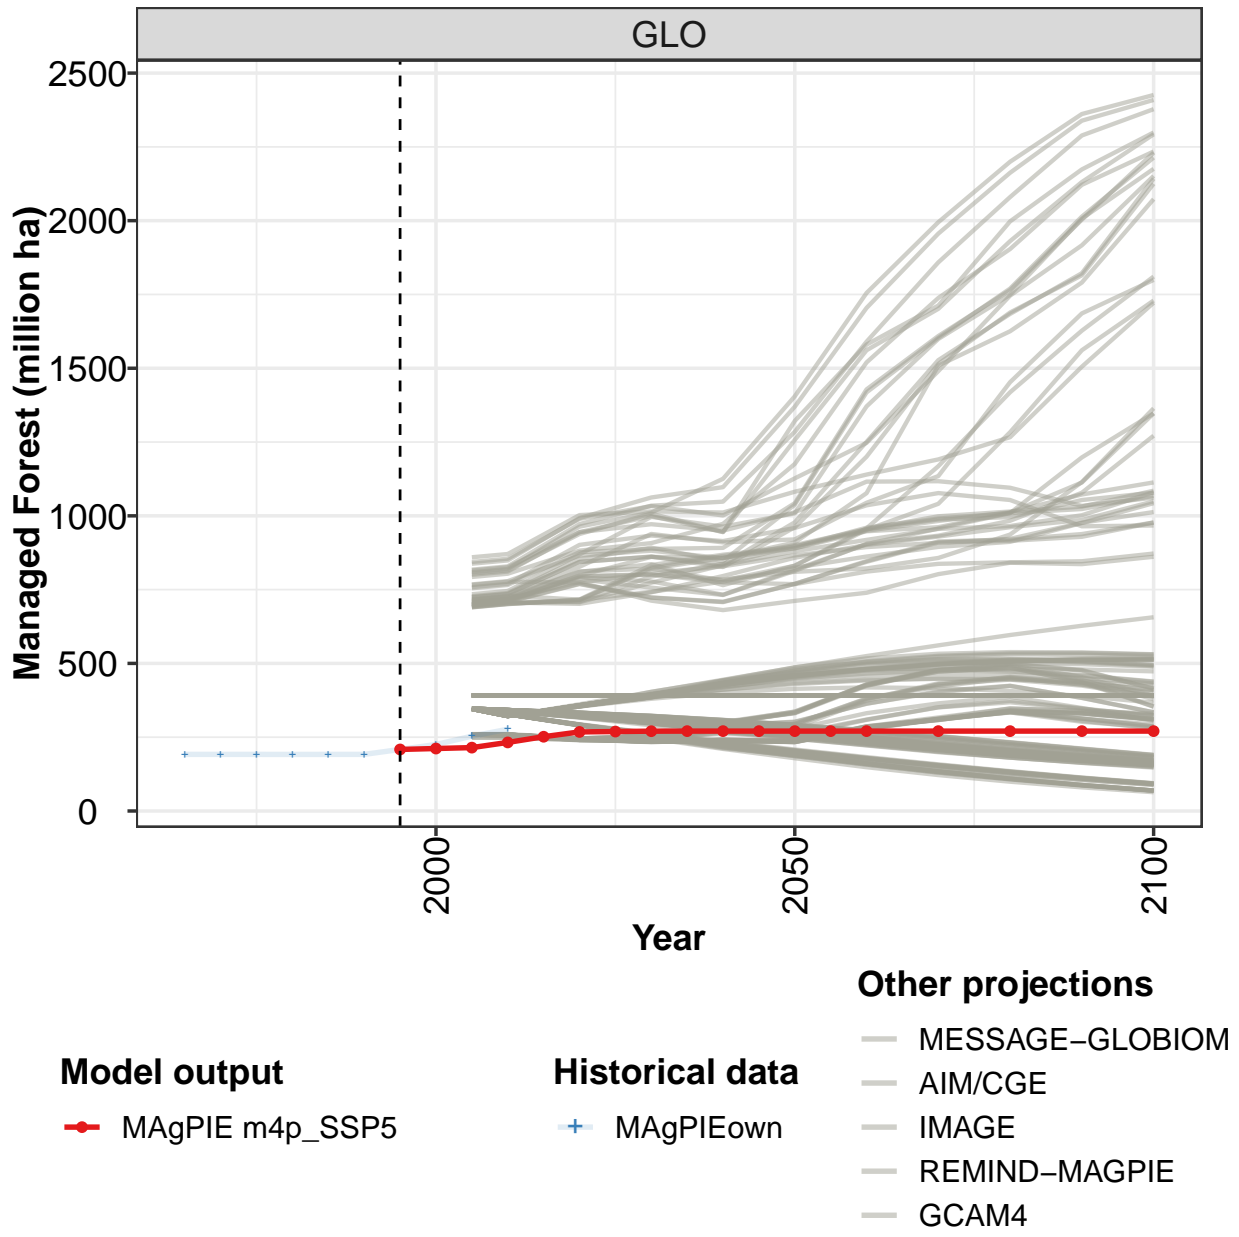 GLO
Managed Forest (million ha)
2500
2000
1500
1000
500
0
2000
2050
2100
Year
Model output
MAgPIE m4p_SSP5
Historical data
MAgPIEown
Other projections
MESSAGE−GLOBIOM
AIM/CGE
IMAGE
REMIND−MAGPIE
GCAM4